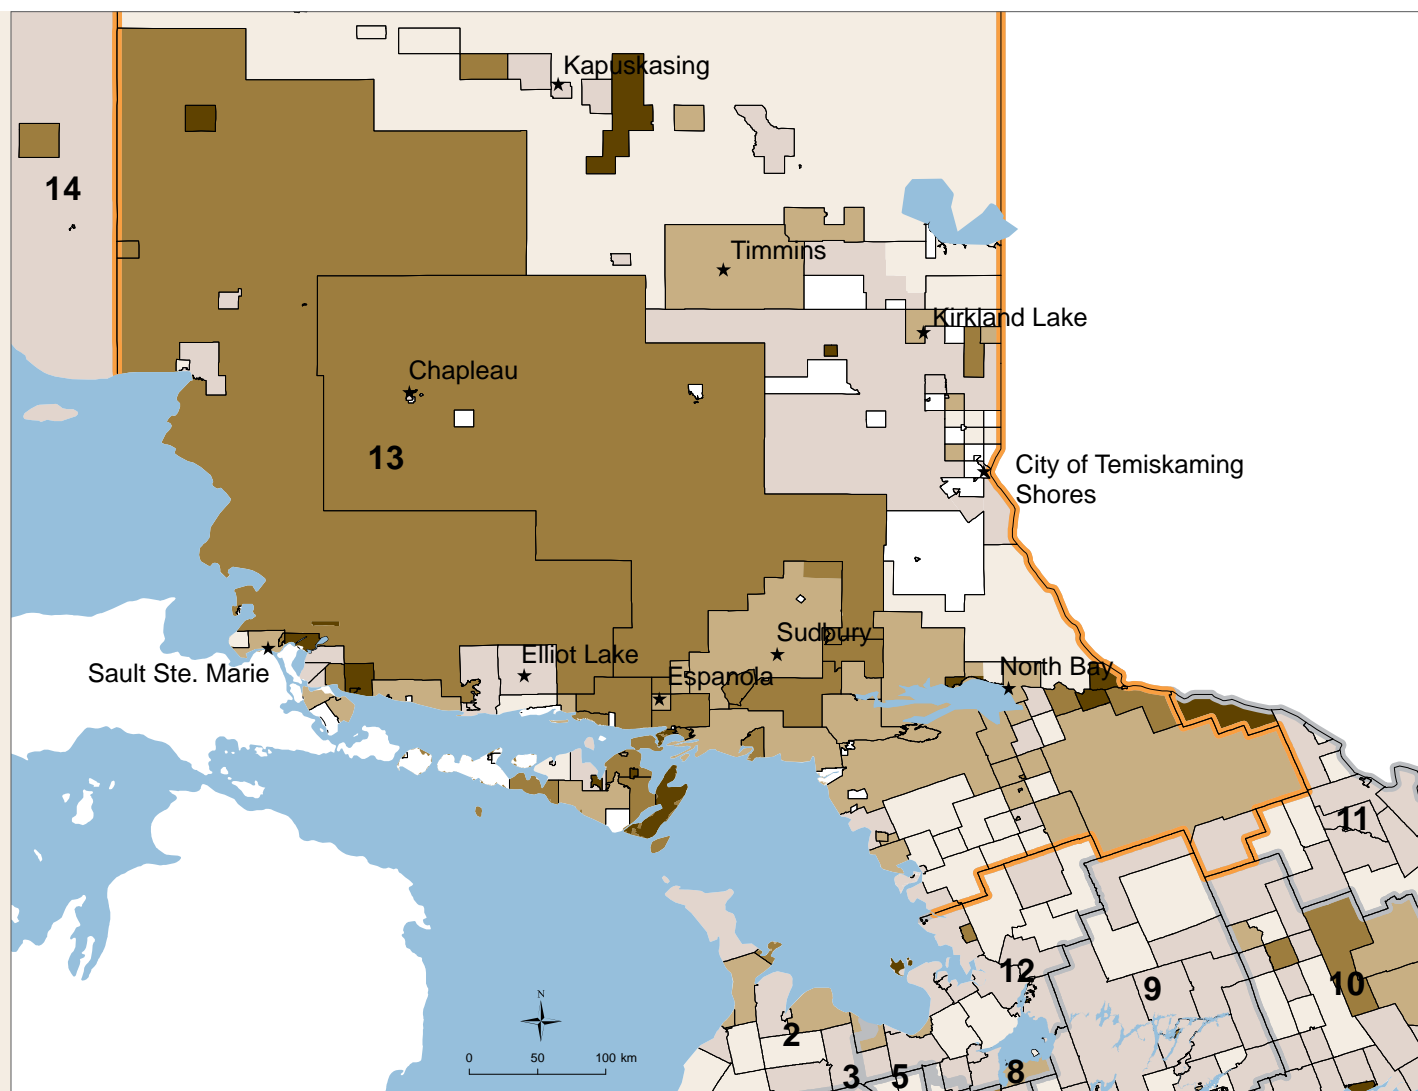 Kapuskasing
14
Timmins
Kirkland Lake
Chapleau
13
City of Temiskaming
Shores
Sudbury
Elliot Lake
North Bay
Sault Ste. Marie
Espanola
11
12
9
10
N
2
0 50 100 km
3
5
8